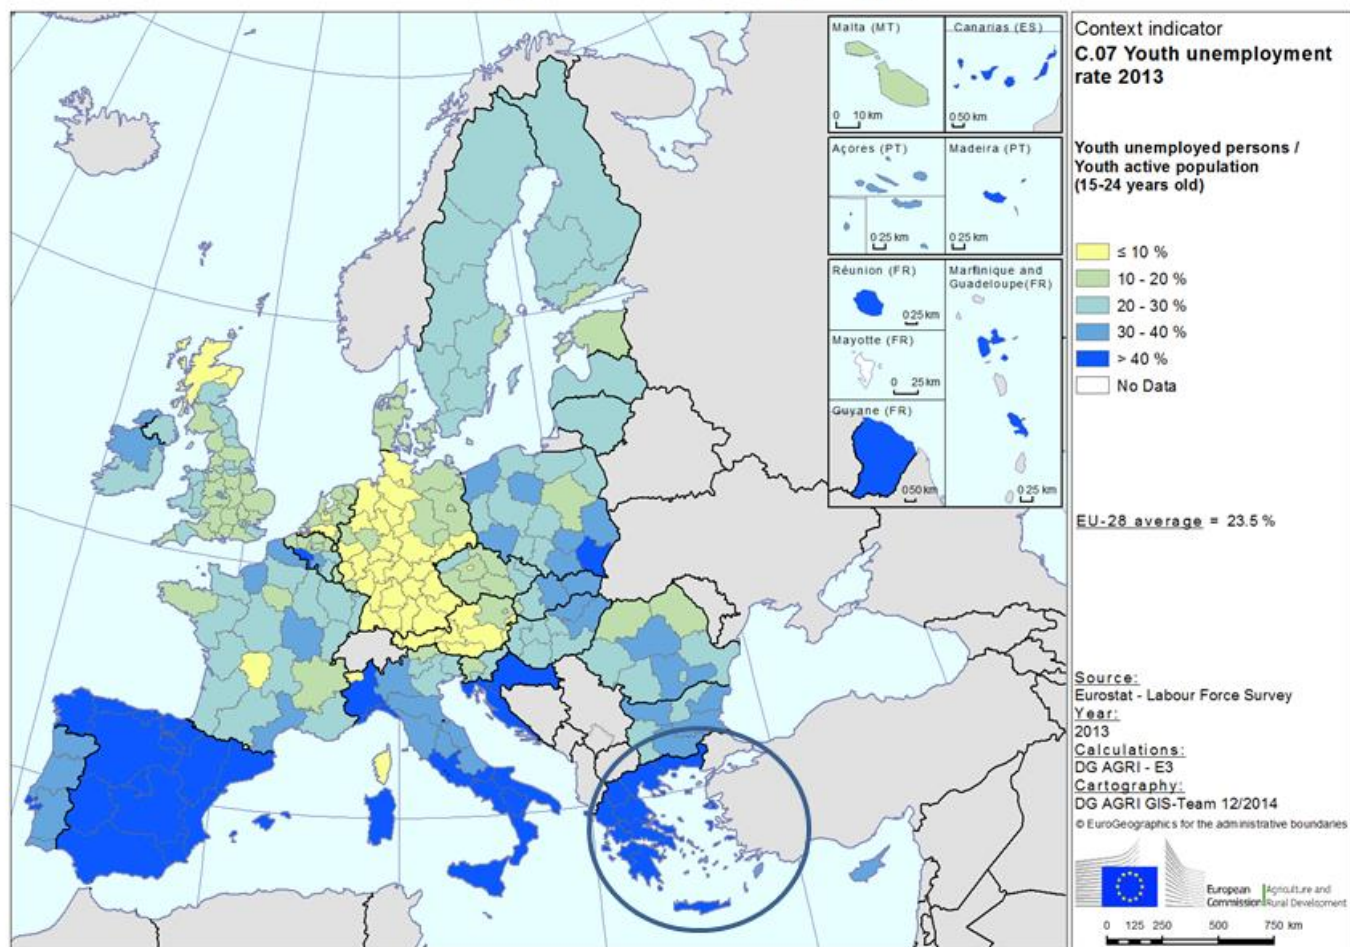 Malta (MT)
0 10 km
Canarias (ES)
0 50 km
Açores (PT)
0 25 km
Madeira (PT)
0 25 km
Réunion (FR)
0 25 km
Mayotte (FR)
0 25 km
Guyane (FR)
0 50 km
Martinique and
Guadeloupe(FR)
0 25 km
Context indicator
C.07 Youth unemployment
rate 2013
Youth unemployed persons /
Youth active population
(15-24 years old)
≤ 10 %
10 - 20 %
20 - 30 %
30 - 40 %
> 40 %
No Data
EU-28 average = 23.5 %
Source:
Eurostat - Labour Force Survey
Year:
2013
Calculations:
DG AGRI - E3
Cartography:
DG AGRI GIS-Team 12/2014
© EuroGeographics for the administrative boundaries
European
Commission
Agriculture and
Rural Development
0 125 250 500 750 km